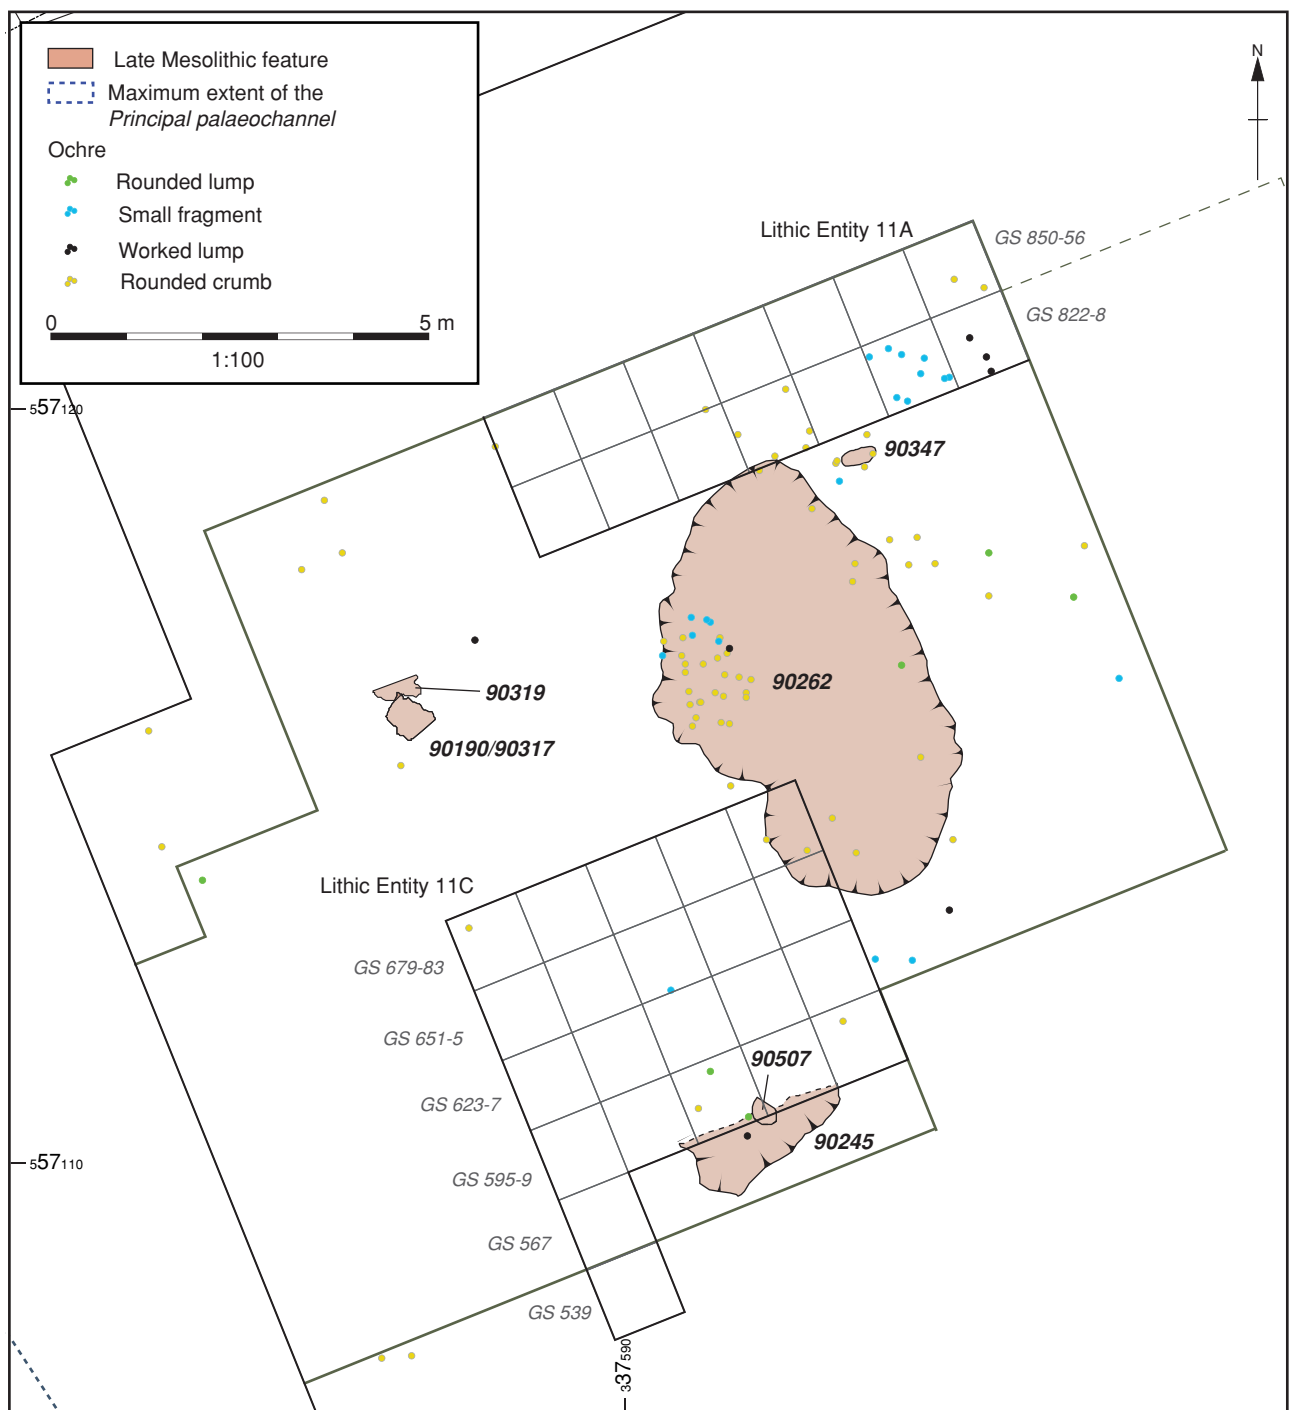 Late Mesolithic feature
Maximum extent of the
Principal palaeochannel
Ochre
Rounded lump
Small fragment
Worked lump
Rounded crumb
0 5 m
1:100
N
Lithic Entity 11A
GS 850-56
GS 822-8
557120
90347
90319
90262
90190/90317
Lithic Entity 11C
GS 679-83
GS 651-5
90507
GS 623-7
90245
557110
GS 595-9
GS 567
GS 539
337590